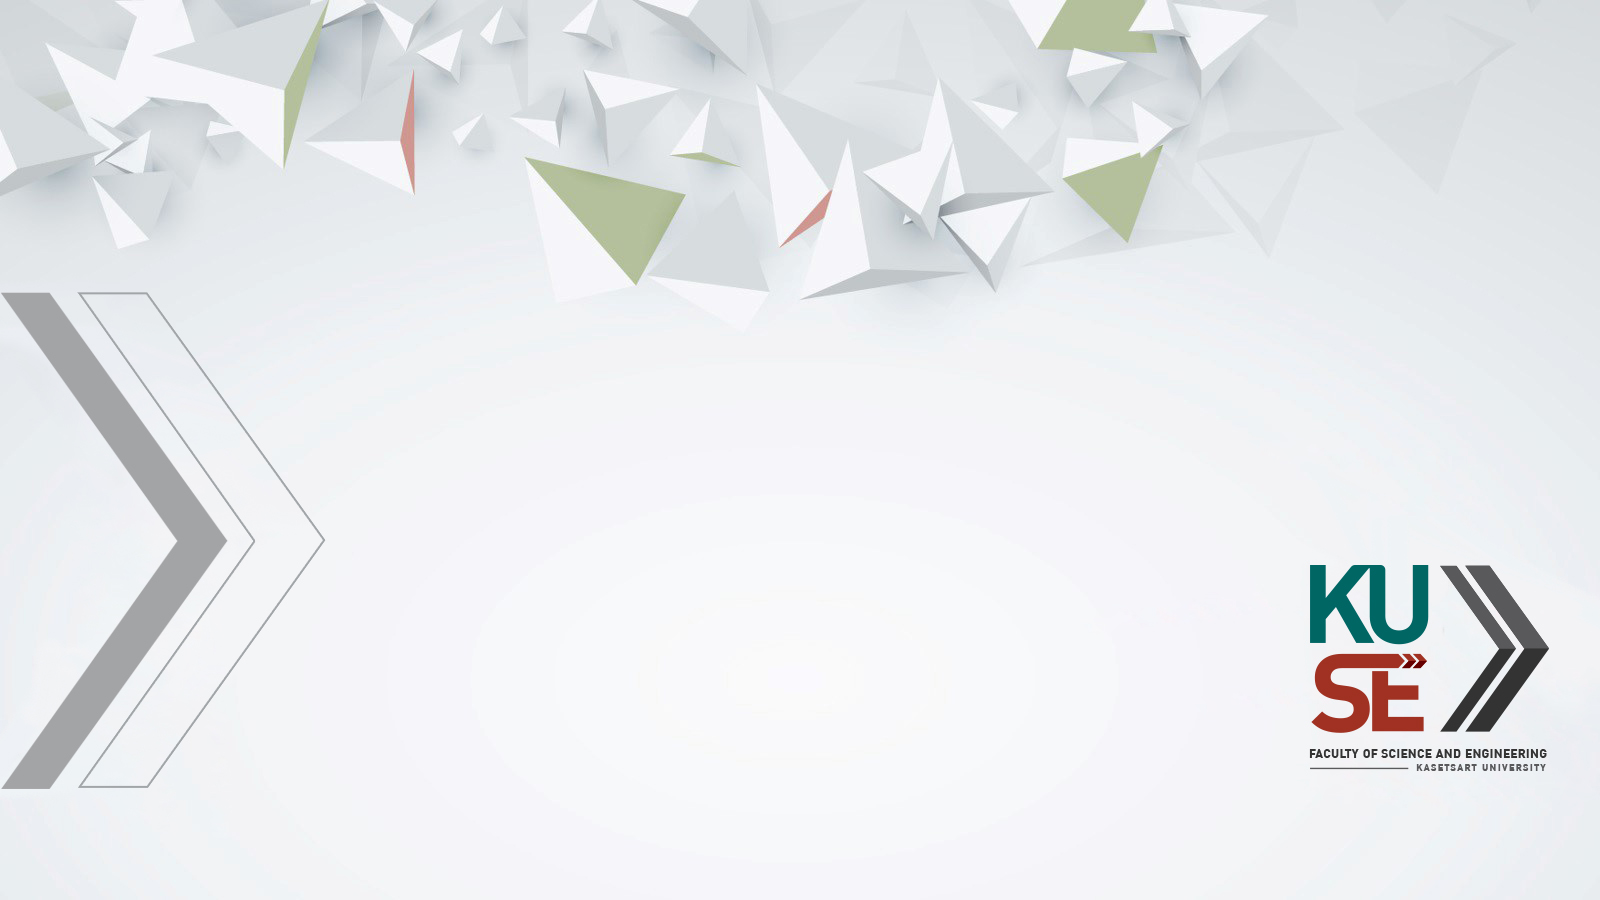 KU
SE
FACULTY OF SCIENCE AND ENGINEERING
KASETSART UNIVERSITY